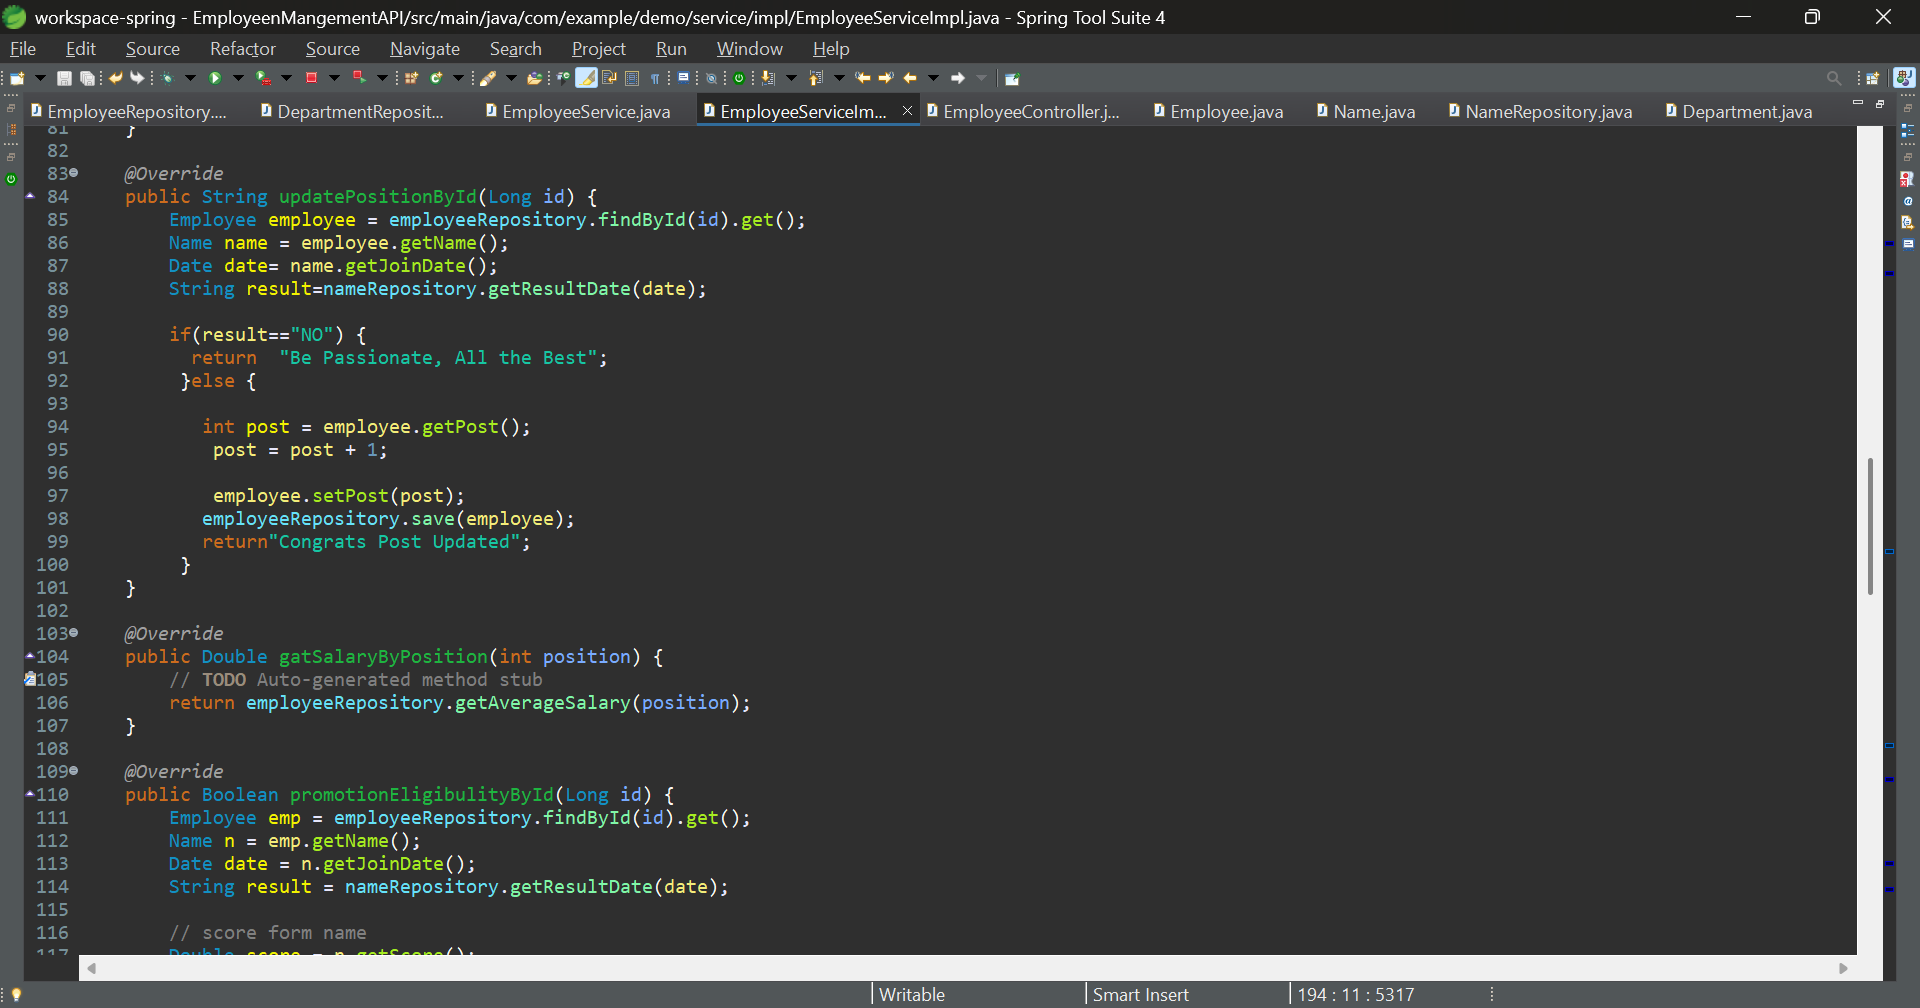 workspace-spring - EmployeenMangementAPI/src/main/java/com/example/demo/service/impl/EmployeeServiceImpl.java - Spring Tool Suite 4
File Edit Source Refactor Source Navigate Search Project Run Window Help
EmployeeRepository.... DepartmentReposit... EmployeeService.java EmployeeServiceIm... EmployeeController.j... Employee.java Name.java NameRepository.java Department.java
81 }
82
83 @Override
84 public String updatePositionById(Long id) {
85 Employee employee = employeeRepository.findById(id).get();
86 Name name = employee.getName();
87 Date date= name.getJoinDate();
88 String result=nameRepository.getResultDate(date);
89
90 if(result=="NO") {
91 return "Be Passionate, All the Best";
92 }else {
93
94 int post = employee.getPost();
95 post = post + 1;
96
97 employee.setPost(post);
98 employeeRepository.save(employee);
99 return"Congrats Post Updated";
100 }
101 }
102
103 @Override
104 public Double gatSalaryByPosition(int position) {
105 // TODO Auto-generated method stub
106 return employeeRepository.getAverageSalary(position);
107 }
108
109 @Override
110 public Boolean promotionEligibulityById(Long id) {
111 Employee emp = employeeRepository.findById(id).get();
112 Name n = emp.getName();
113 Date date = n.getJoinDate();
114 String result = nameRepository.getResultDate(date);
115
116 // score form name
117 Double score = n.getScore();
Writable Smart Insert 194 : 11 : 5317